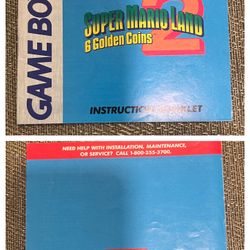 GAME BO
SUPER MARIO LAND 2
6 Golden Coins
INSTRUCTION BOOKLET
NEED HELP WITH INSTALLATION, MAINTENANCE,
OR SERVICE? CALL 1-800-255-3700.